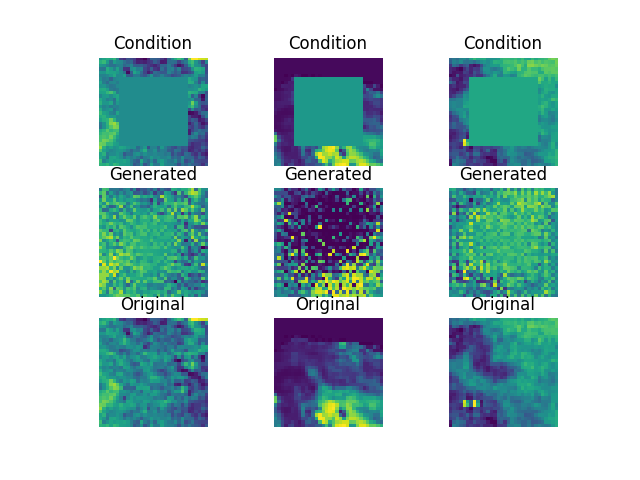 Condition Condition Condition
Generated Generated Generated
Original Original Original